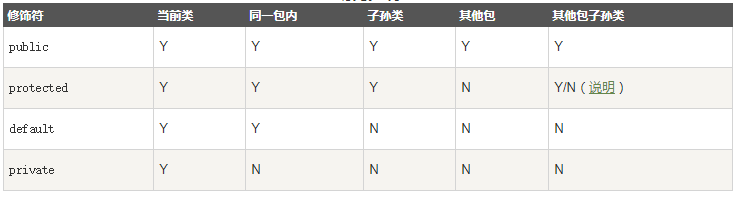 修饰符 当前类 同一包内 子孙类 其他包 其他包子孙类
public Y Y Y Y Y
protected Y Y Y N Y/N（说明）
default Y Y N N N
private Y N N N N